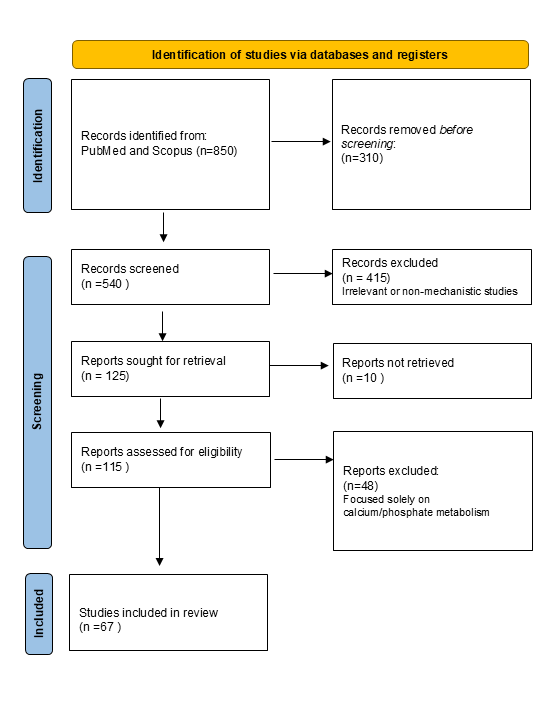 Identification of studies via databases and registers
Identification
Records identified from:
PubMed and Scopus (n=850)
Records removed before
screening:
(n=310)
Screening
Records screened
(n =540 )
Records excluded
(n = 415)
Irrelevant or non-mechanistic studies
Reports sought for retrieval
(n = 125)
Reports not retrieved
(n =10 )
Reports assessed for eligibility
(n =115 )
Reports excluded:
(n=48)
Focused solely on
calcium/phosphate metabolism
Included
Studies included in review
(n =67 )